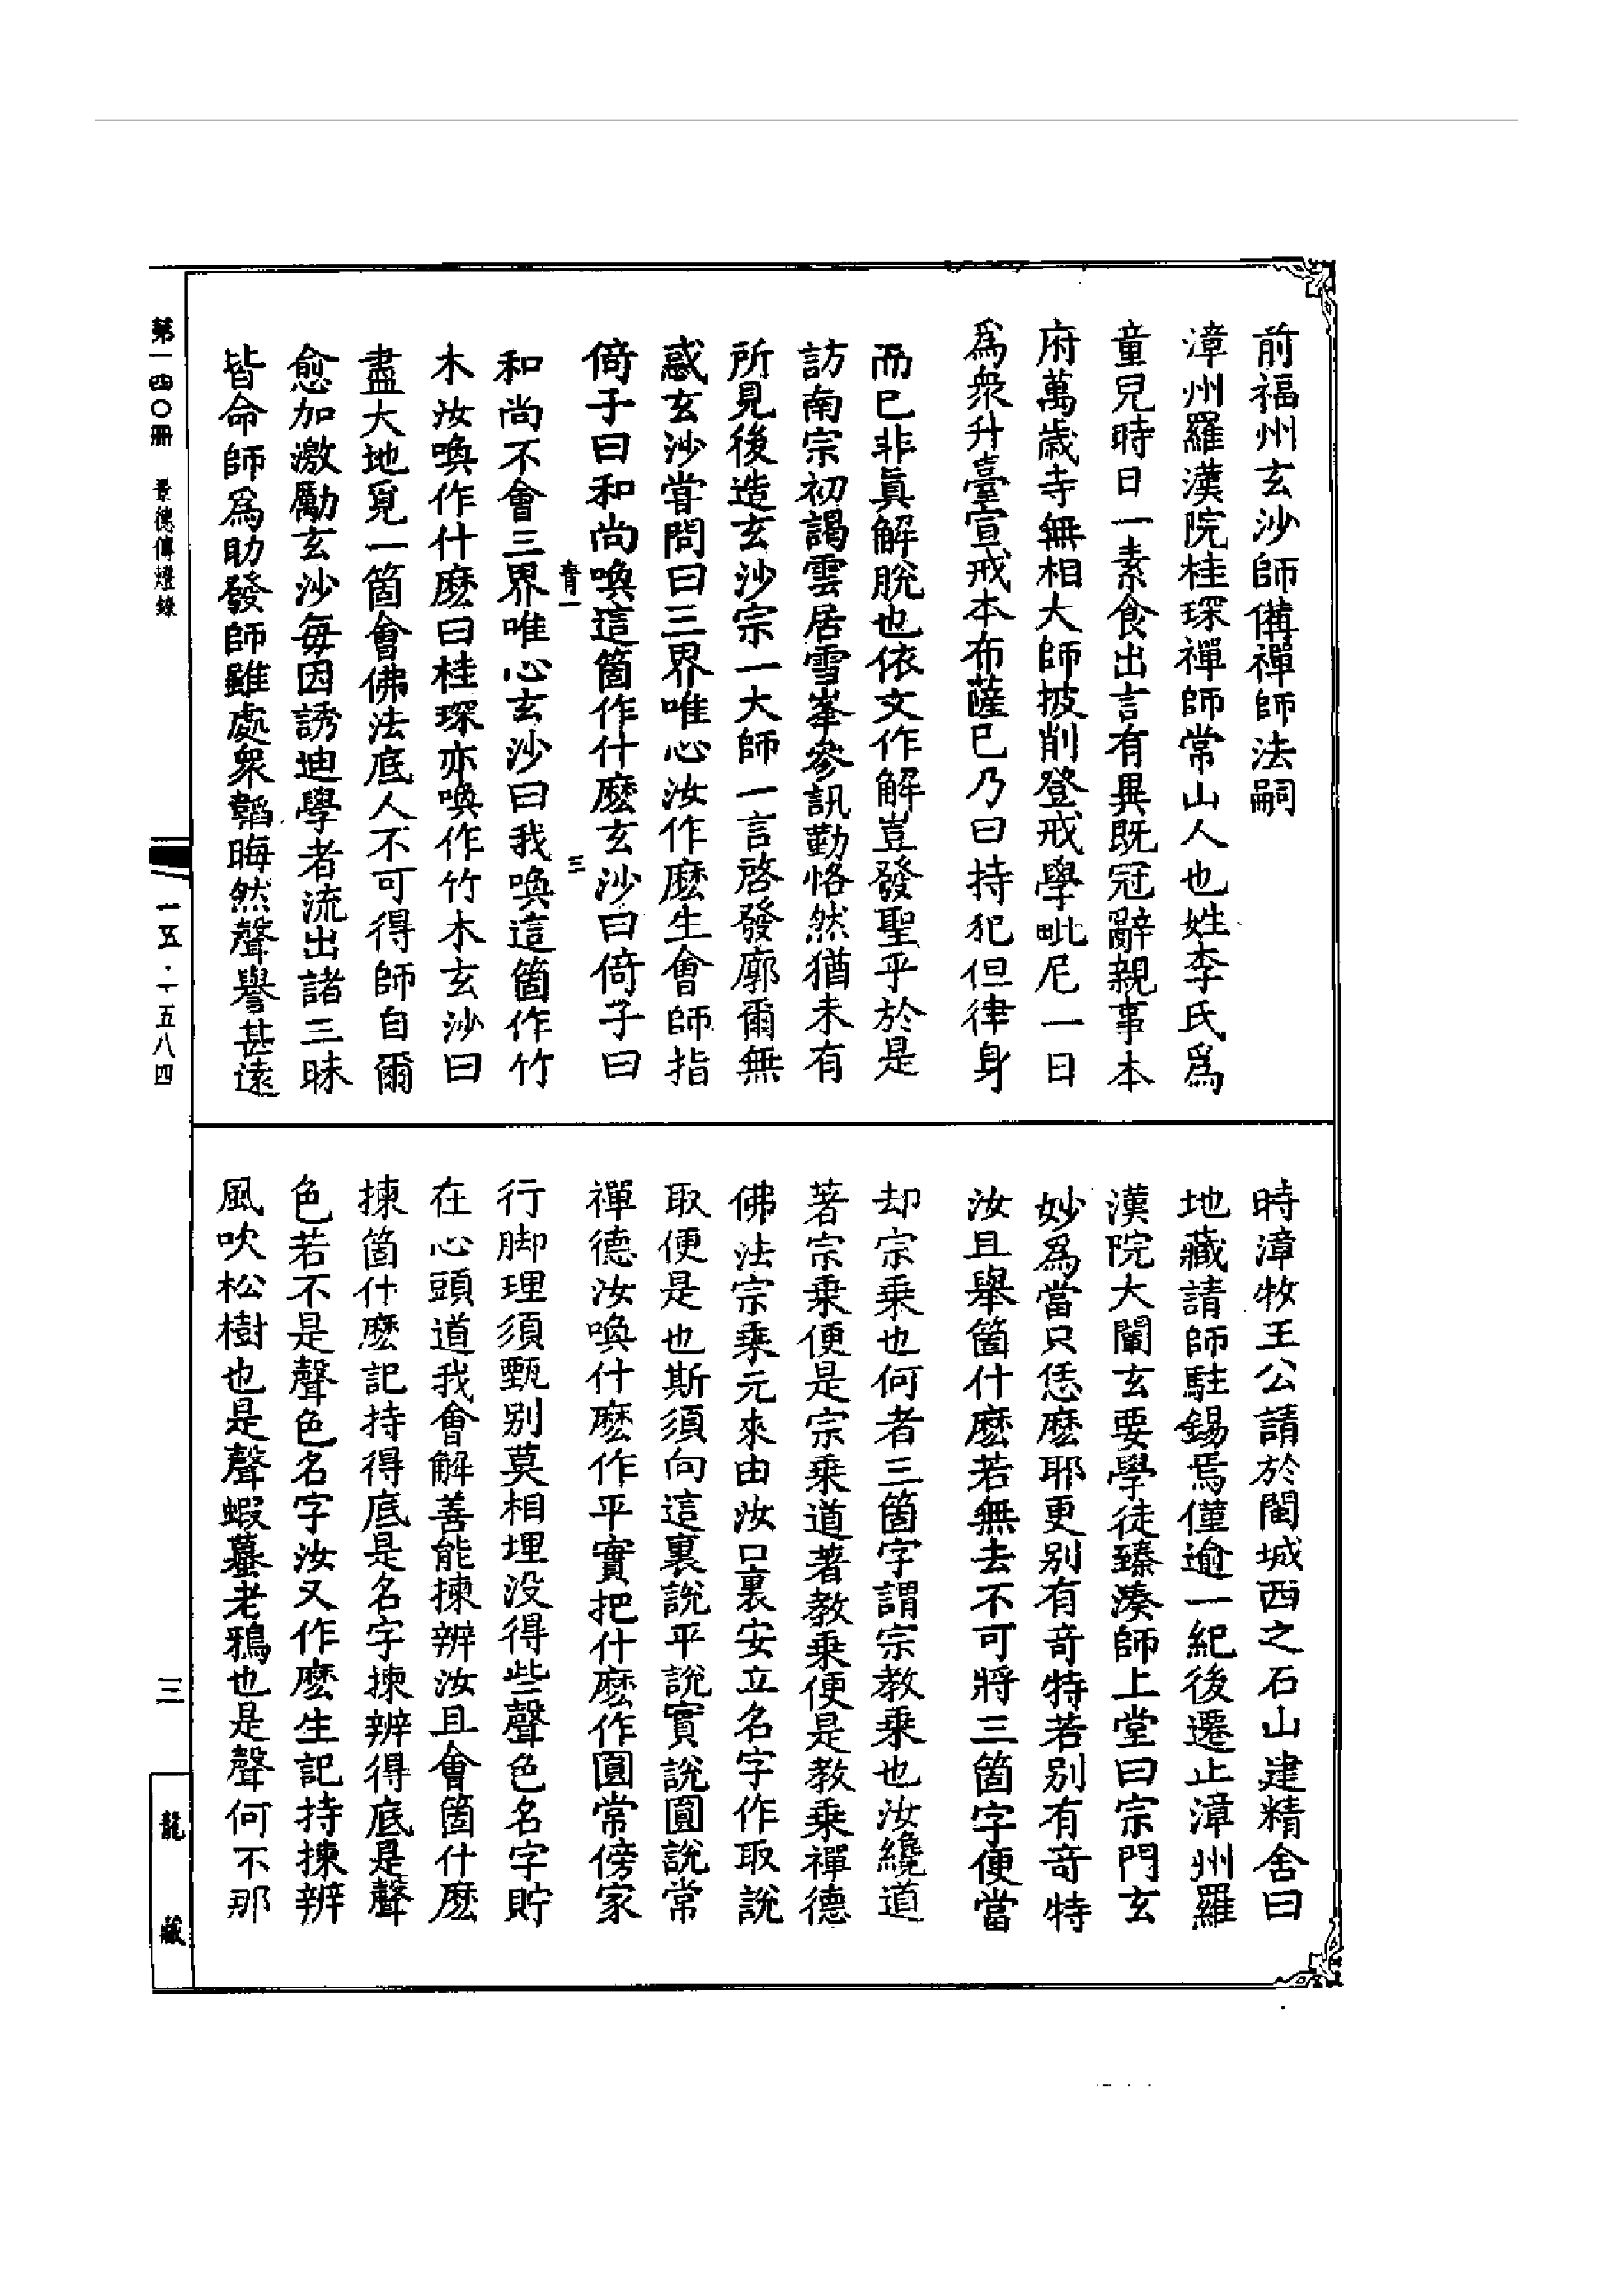 前福州玄沙師備禪師法嗣
漳州羅漢院桂琛禪師常山人也姓李氏爲
童兒時日一素食出言有異既冠辭親事本
府萬歲寺無相大師披削登戒學毗尼一日
爲衆升臺宣戒本布薩已乃曰持犯但律身
而已非眞解脫也依文作解豈發聖乎於是
訪南宗初謁雲居雪峯參訊勤恪然猶未有
所見後造玄沙宗一大師一言啓發廓爾無
惑玄沙甞問曰三界唯心汝作麽生會師指
倚子曰和尚喚這箇作什麽玄沙曰倚子曰
青一
三
和尚不會三界唯心玄沙曰我喚這箇作竹
木汝喚作什麽曰桂琛亦喚作竹木玄沙曰
盡大地覓一箇會佛法底人不可得師自爾
愈加激勵玄沙每因誘迪學者流出諸三昧
皆命師爲助發師雖處衆韜晦然聲譽甚遠
時漳牧王公請於閩城西之石山建精舍曰
地藏請師駐錫焉僅逾一紀後遷止漳州羅
漢院大闡玄要學徒臻湊師上堂曰宗門玄
妙爲當只恁麽耶更別有奇特若別有奇特
汝且舉箇什麽若無去不可將三箇字便當
却宗乘也何者三箇字謂宗教乘也汝纔道
著宗乘便是宗乘道著教乘便是教乘禪德
佛法宗乘元來由汝口裏安立名字作取說
取便是也斯須向這裏說平說實說圓說常
禪德汝喚什麽作平實把什麽作圓常傍家
行脚理須甄別莫相埋没得些聲色名字貯
在心頭道我會解善能揀辨汝且會箇什麽
揀箇什麽記持得底是名字揀辨得底是聲
色若不是聲色名字汝又作麽生記持揀辨
風吹松樹也是聲蝦蟇老鴉也是聲何不那
第一四〇冊　景德傳燈錄
一五·一五八四
三
龍藏